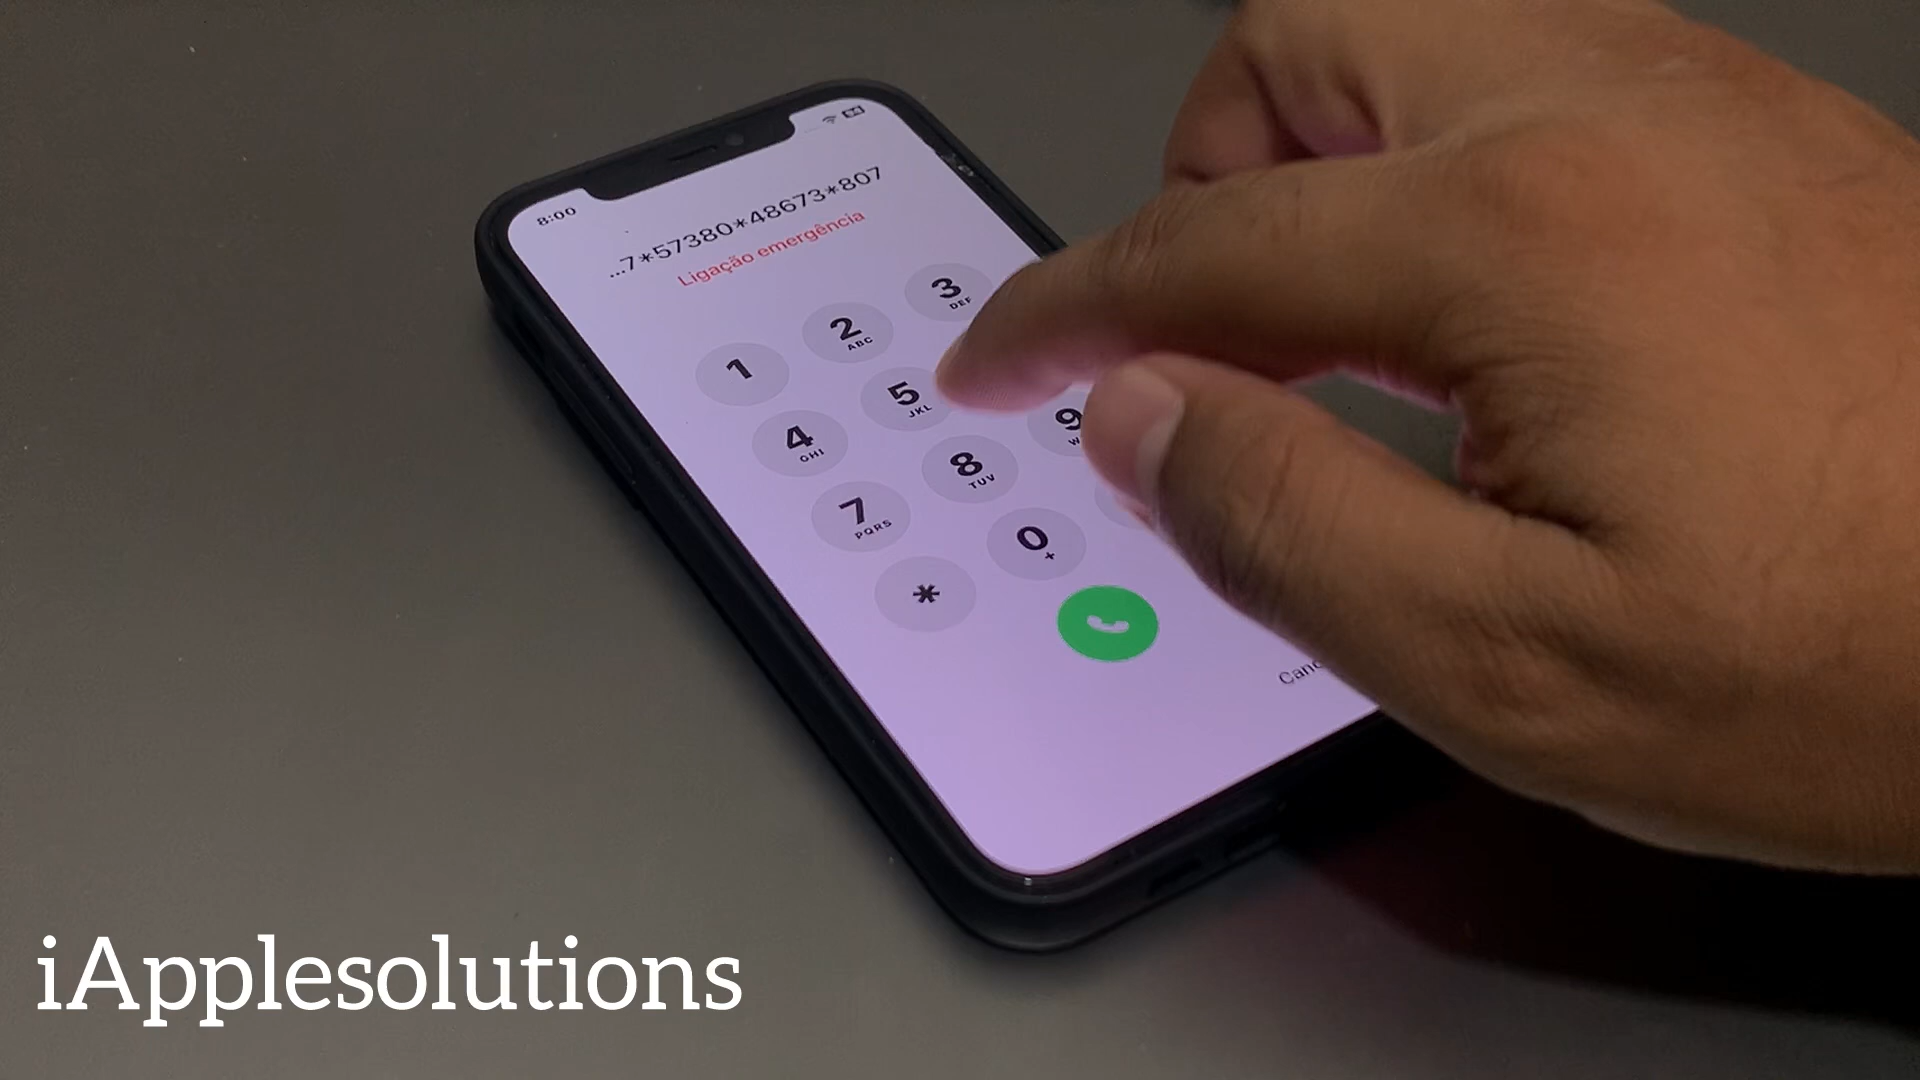 8:00
...7*57380*48673*807
Ligação emergência
1
2
ABC
3
DEF
4
GHI
5
JKL
7
PQRS
8
TUV
9
W
*
0
+
Canc
iApplesolutions